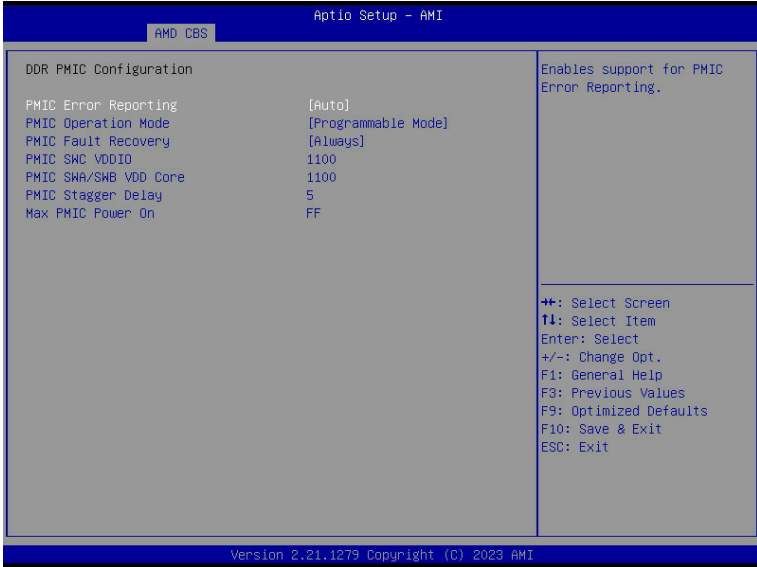 Aptio Setup – AMI
AMD CBS
DDR PMIC Configuration
PMIC Error Reporting [Auto]
PMIC Operation Mode [Programmable Mode]
PMIC Fault Recovery [Always]
PMIC SWC VDDIO 1100
PMIC SWA/SWB VDD Core 1100
PMIC Stagger Delay 5
Max PMIC Power On FF
Enables support for PMIC
Error Reporting.
→←: Select Screen
↑↓: Select Item
Enter: Select
+/-: Change Opt.
F1: General Help
F3: Previous Values
F9: Optimized Defaults
F10: Save & Exit
ESC: Exit
Version 2.21.1279 Copyright (C) 2023 AMI